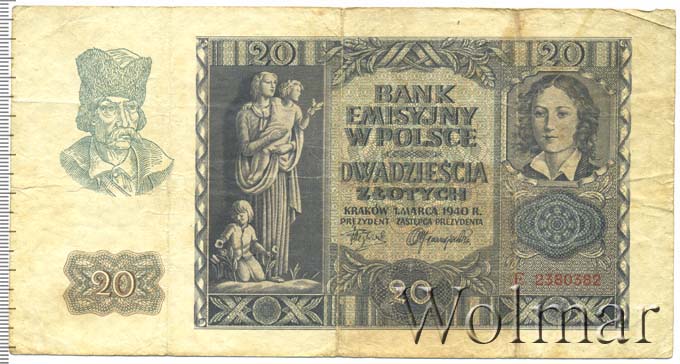 20
20
BANK
EMISYJNY
W POLSCE
DWADZIEŚCIA
ZŁOTYCH
KRAKÓW 1.MARCA 1940 R.
PREZYDENT ZASTĘPCA PREZYDENTA
E 2380382
20
20
Wolmar